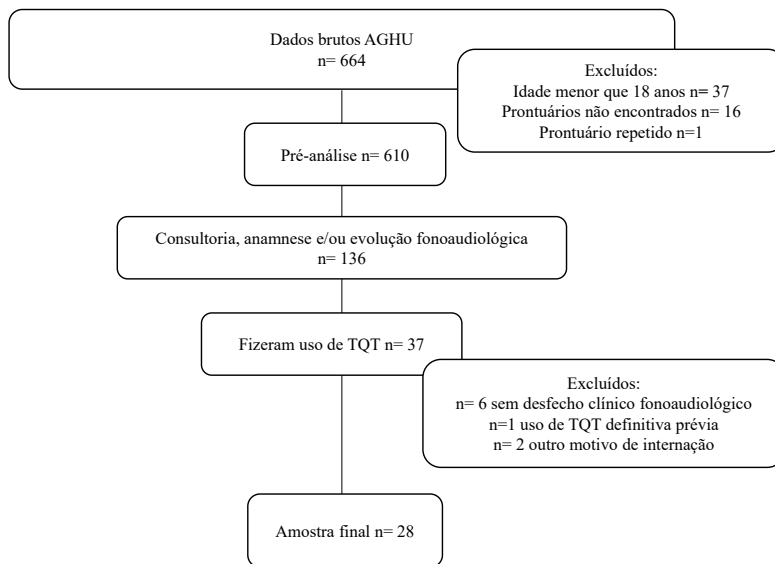 Dados brutos AGHU
n= 664
Excluídos:
Idade menor que 18 anos n= 37
Prontuários não encontrados n= 16
Prontuário repetido n=1
Pré-análise n= 610
Consultoria, anamnese e/ou evolução fonoaudiológica
n= 136
Fizeram uso de TQT n= 37
Excluídos:
n= 6 sem desfecho clínico fonoaudiológico
n=1 uso de TQT definitiva prévia
n= 2 outro motivo de internação
Amostra final n= 28